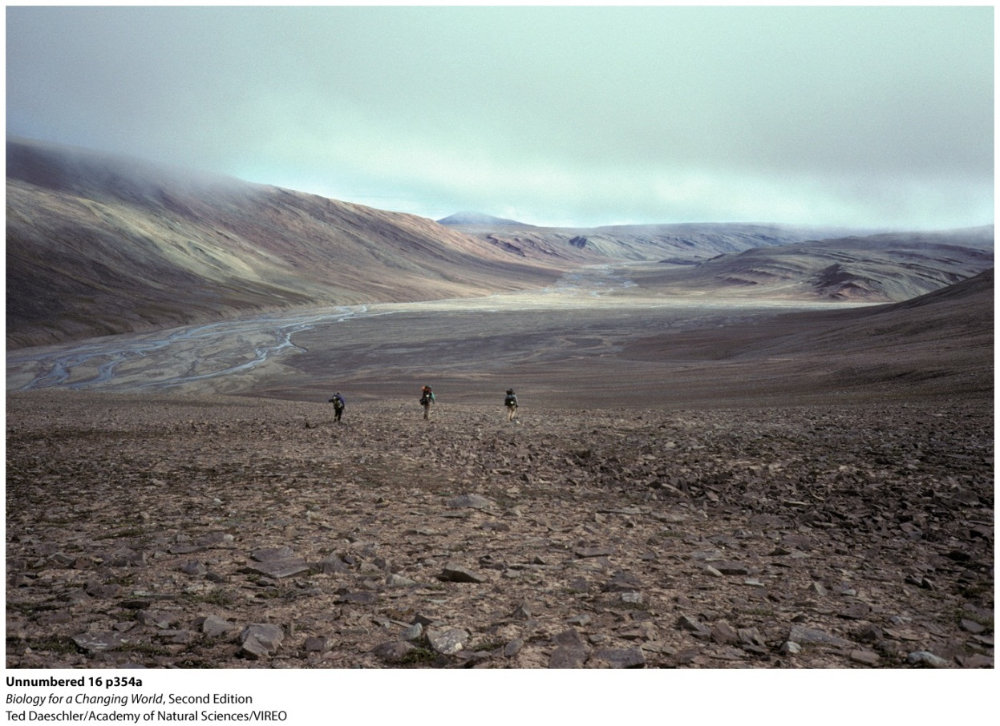 Unnumbered 16 p354a
Biology for a Changing World, Second Edition
Ted Daeschler/Academy of Natural Sciences/VIREO